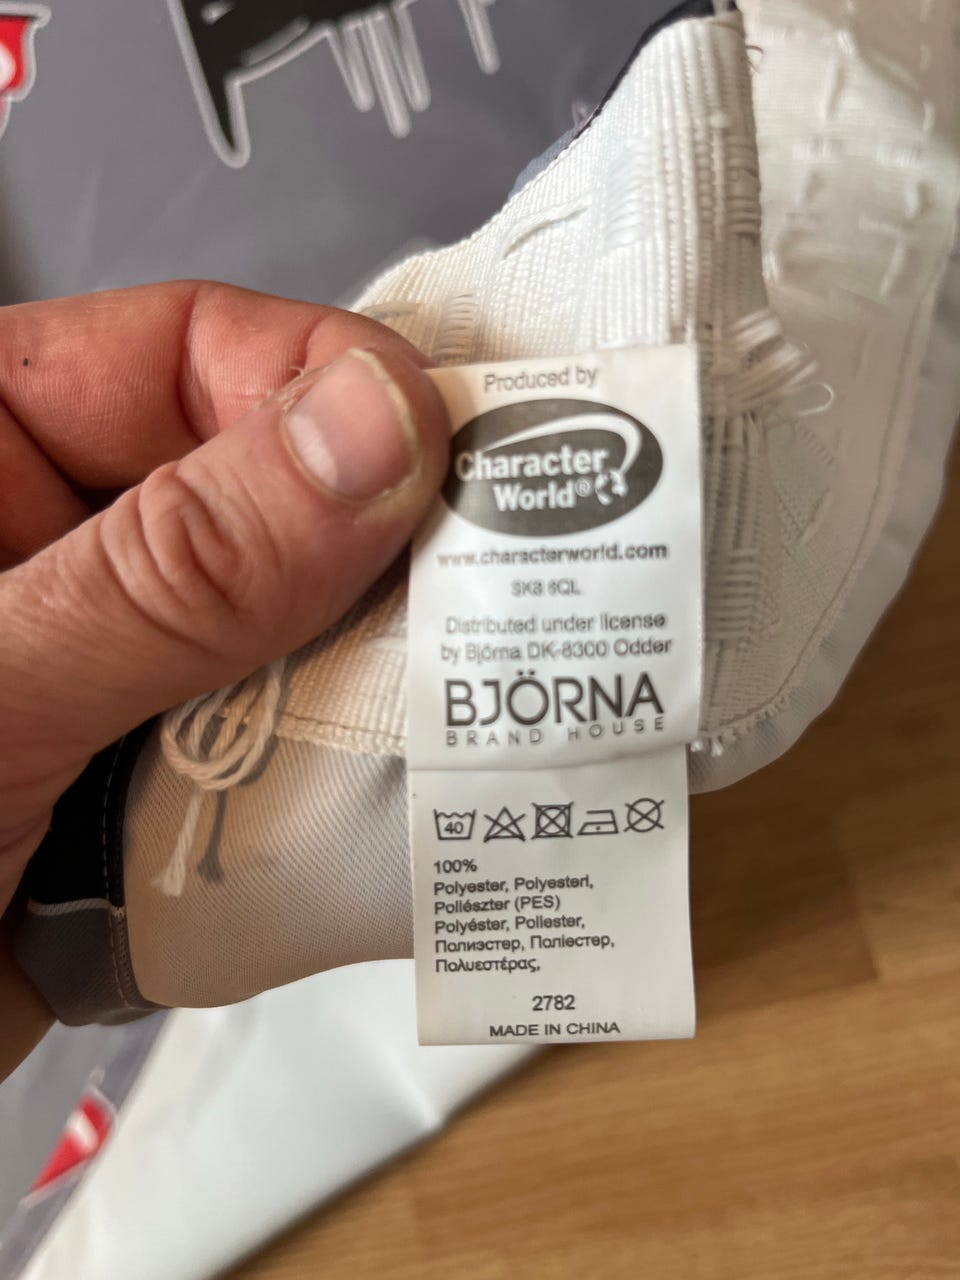 Produced by
Character
World®
www.characterworld.com
SK3 6QL
Distributed under license
by Björna DK-8300 Odder
BJÖRNA
BRAND HOUSE
40
100%
Polyester, Polyesteri,
Poliészter (PES)
Polyéster, Poliester,
Полиэстер, Поліестер,
Πολυεστέρας,
2782
MADE IN CHINA